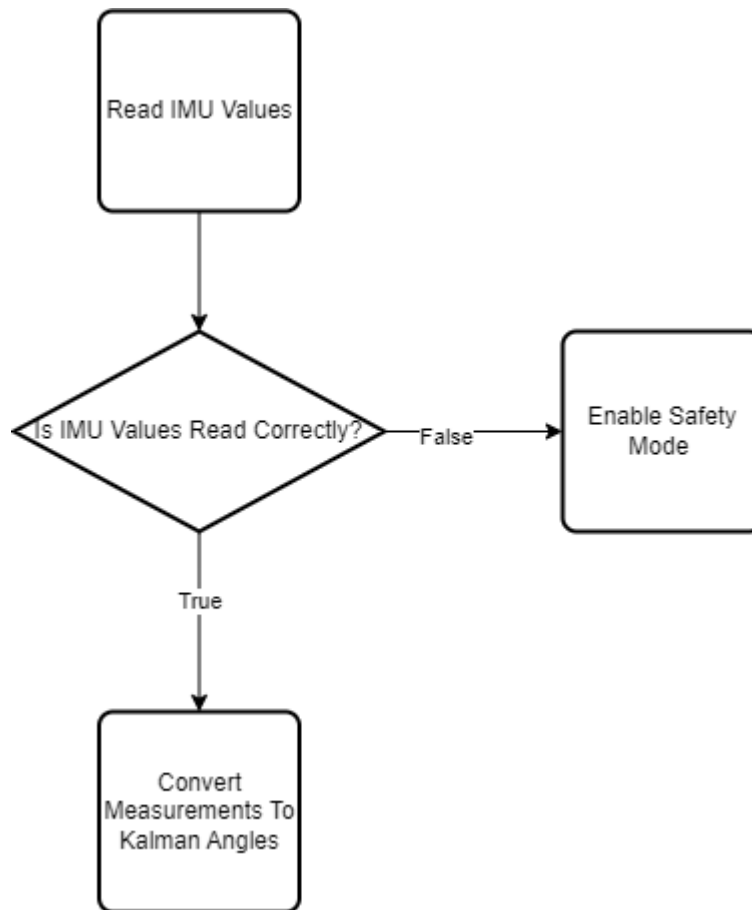 Read IMU Values
Is IMU Values Read Correctly?
False
Enable Safety
Mode
True
Convert
Measurements To
Kalman Angles